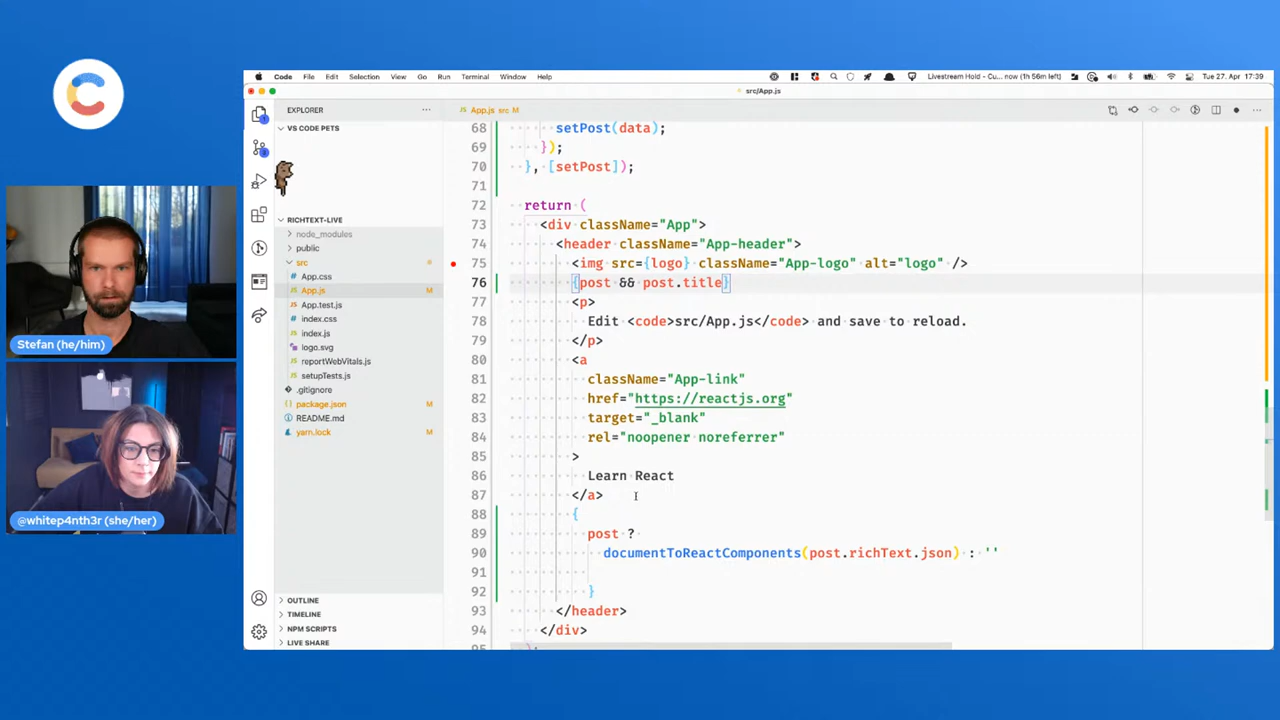 Code File Edit Selection View Go Run Terminal Window Help
Livestream Hold - Cu... now (1h 56m left)
Tue 27. Apr 17:39
src/App.js
EXPLORER
App.js src M
VS CODE PETS
RICHTEXT-LIVE
node_modules
public
src
App.css
App.js M
App.test.js
index.css
index.js
logo.svg
reportWebVitals.js
setupTests.js
.gitignore
package.json M
README.md
yarn.lock M
OUTLINE
TIMELINE
NPM SCRIPTS
LIVE SHARE
68 setPost(data);
69 });
70 }, [setPost]);
71
72 return (
73 <div className="App">
74 <header className="App-header">
75 <img src={logo} className="App-logo" alt="logo" />
76 {post && post.title}
77 <p>
78 Edit <code>src/App.js</code> and save to reload.
79 </p>
80 <a
81 className="App-link"
82 href="https://reactjs.org"
83 target="_blank"
84 rel="noopener noreferrer"
85 >
86 Learn React
87 </a>
88 {
89 post ?
90 documentToReactComponents(post.richText.json) : ''
91
92 }
93 </header>
94 </div>
95 );
Stefan (he/him)
@whitep4nth3r (she/her)